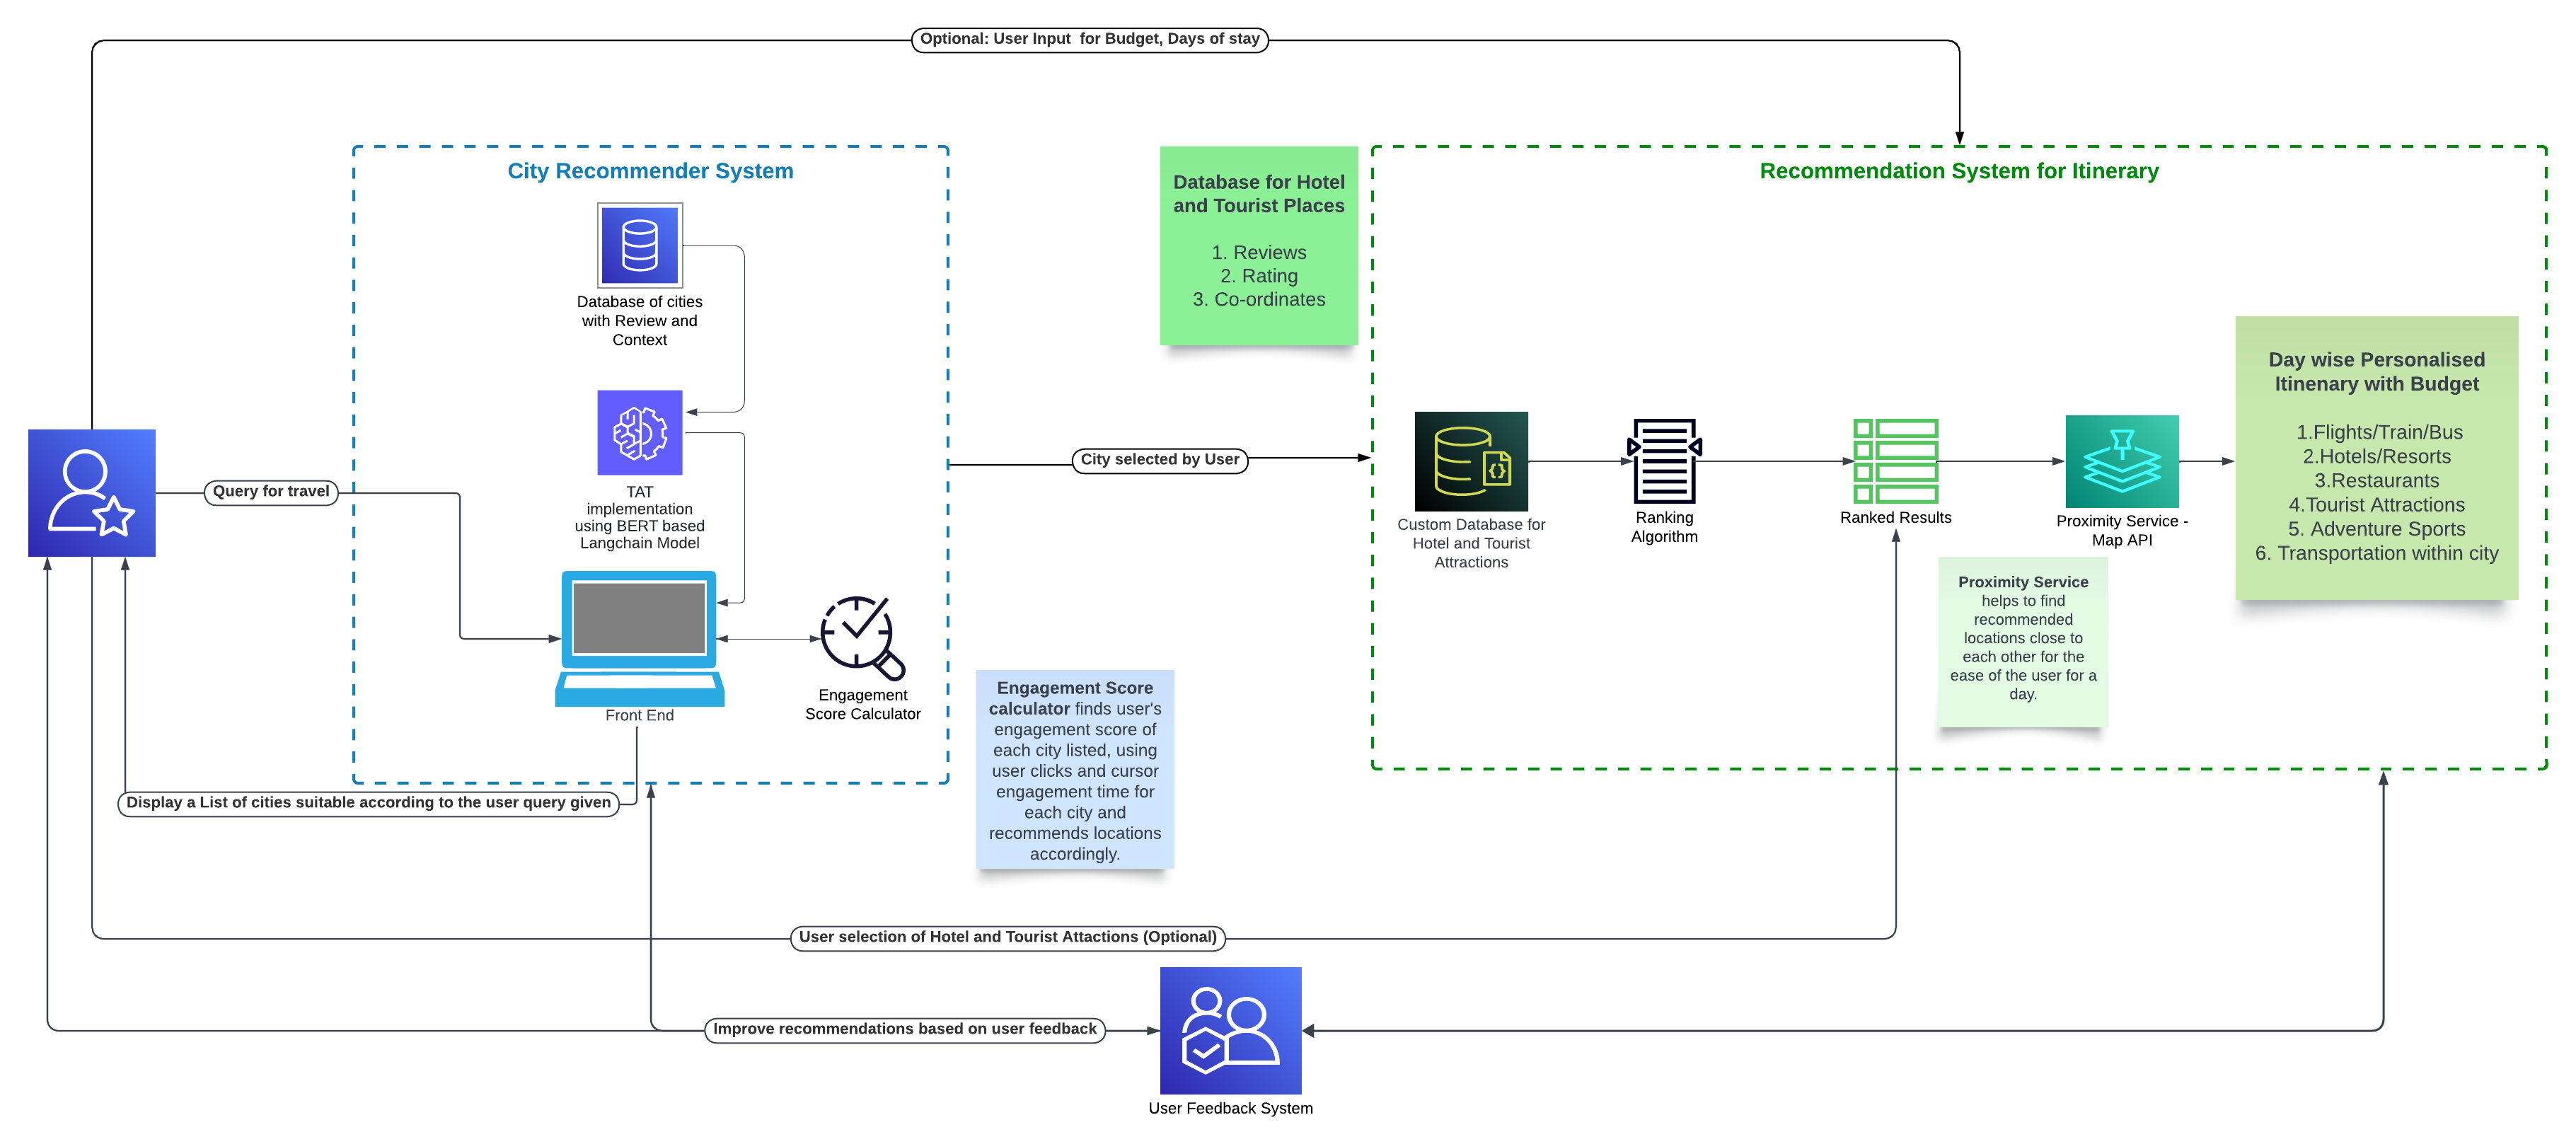 Optional: User Input  for Budget, Days of stay
City Recommender System
Database of cities
with Review and
Context
TAT
implementation
using BERT based
Langchain Model
Query for travel
Front End
Engagement
Score Calculator
Display a List of cities suitable according to the user query given
Engagement Score
calculator finds user's
engagement score of
each city listed, using
user clicks and cursor
engagement time for
each city and
recommends locations
accordingly.
City selected by User
Database for Hotel
and Tourist Places
1. Reviews
2. Rating
3. Co-ordinates
Recommendation System for Itinerary
Custom Database for
Hotel and Tourist
Attractions
Ranking
Algorithm
Ranked Results
Proximity Service -
Map API
Proximity Service
helps to find
recommended
locations close to
each other for the
ease of the user for a
day.
Day wise Personalised
Itinenary with Budget
1.Flights/Train/Bus
2.Hotels/Resorts
3.Restaurants
4.Tourist Attractions
5. Adventure Sports
6. Transportation within city
User selection of Hotel and Tourist Attactions (Optional)
Improve recommendations based on user feedback
User Feedback System